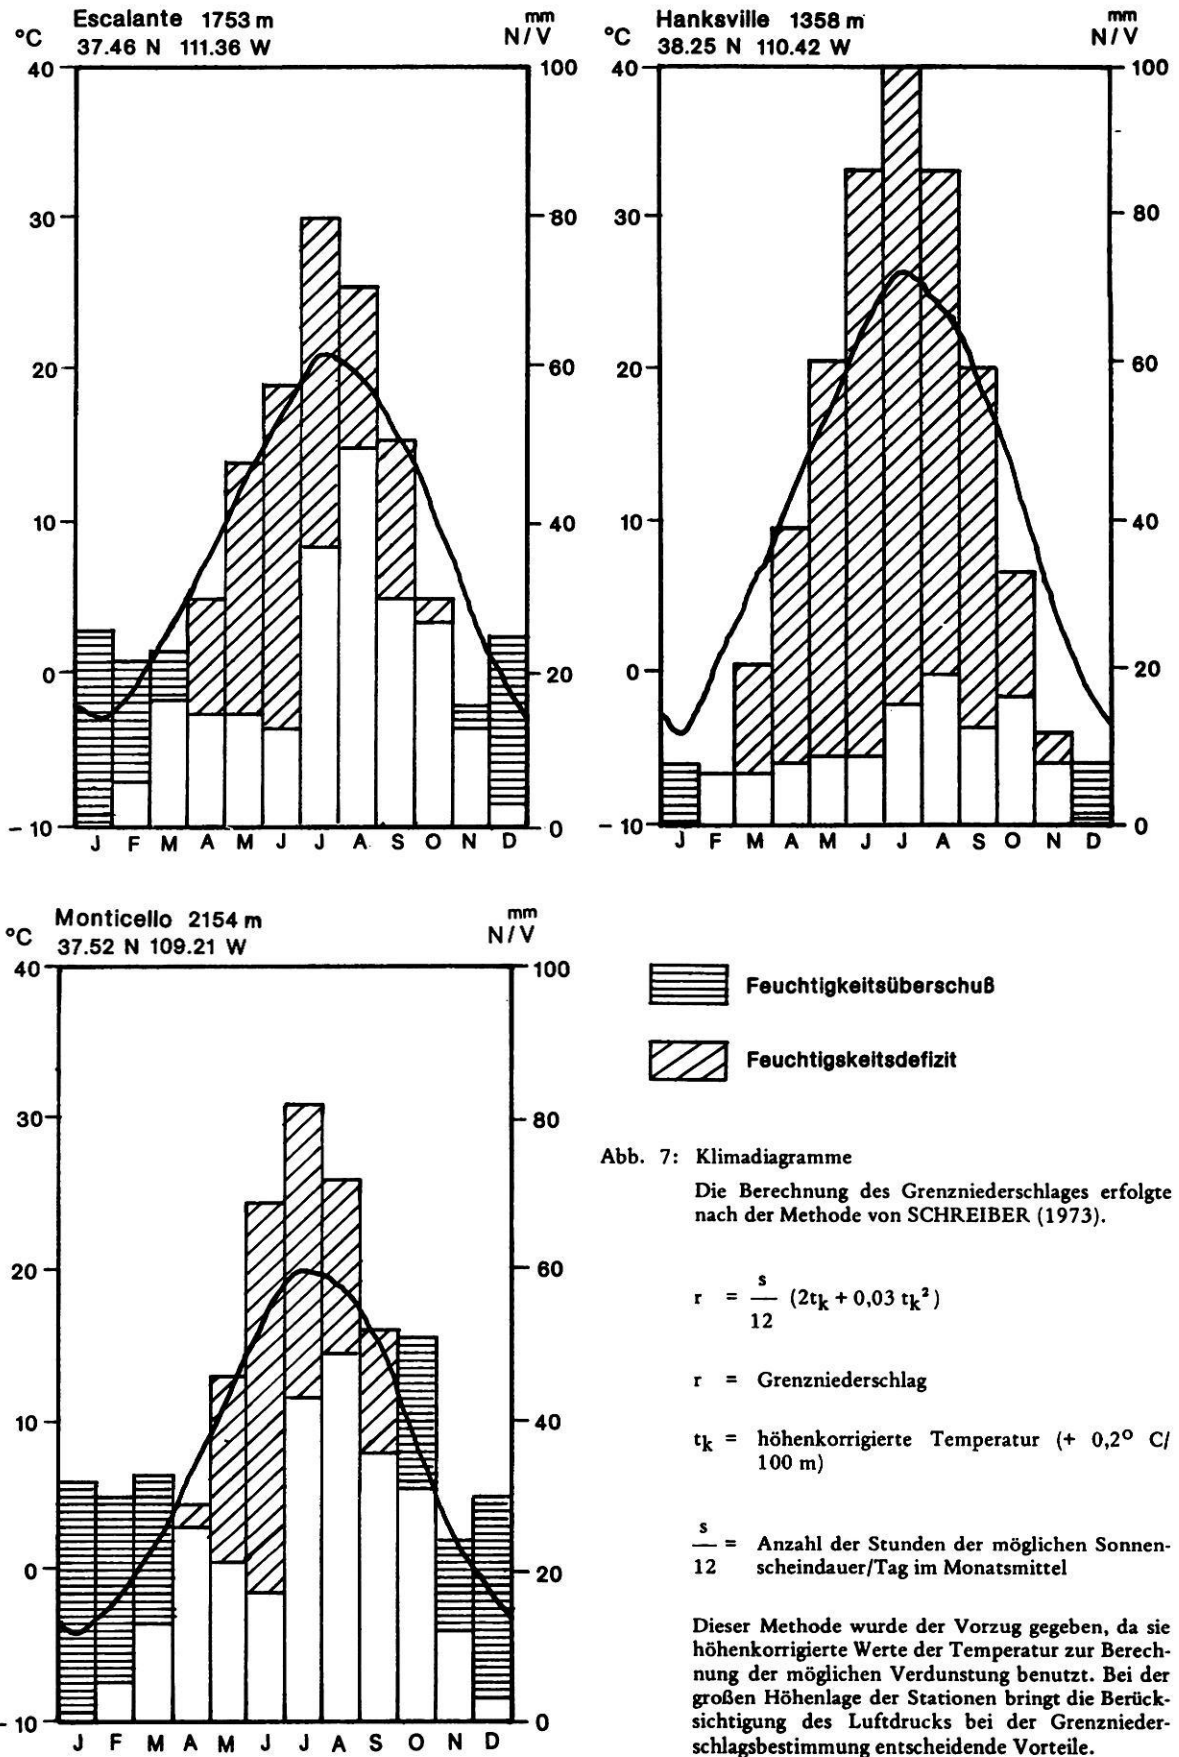 Escalante 1753 m
37.46 N 111.36 W
°C
mm
N/V
40
30
20
10
0
– 10
100
80
60
40
20
0
J F M A M J J A S O N D
Hanksville 1358 m
38.25 N 110.42 W
°C
mm
N/V
40
30
20
10
0
– 10
100
80
60
40
20
0
J F M A M J J A S O N D
Monticello 2154 m
37.52 N 109.21 W
°C
mm
N/V
40
30
20
10
0
– 10
100
80
60
40
20
0
J F M A M J J A S O N D
Feuchtigkeitsüberschuß
Feuchtigskeitsdefizit
Abb. 7: Klimadiagramme
Die Berechnung des Grenzniederschlages erfolgte
nach der Methode von SCHREIBER (1973).
r = s/12 (2tk + 0,03 tk²)
r = Grenzniederschlag
tk = höhenkorrigierte Temperatur (+ 0,2° C/
100 m)
s/12 = Anzahl der Stunden der möglichen Sonnen-
scheindauer/Tag im Monatsmittel
Dieser Methode wurde der Vorzug gegeben, da sie
höhenkorrigierte Werte der Temperatur zur Berech-
nung der möglichen Verdunstung benutzt. Bei der
großen Höhenlage der Stationen bringt die Berück-
sichtigung des Luftdrucks bei der Grenznieder-
schlagsbestimmung entscheidende Vorteile.